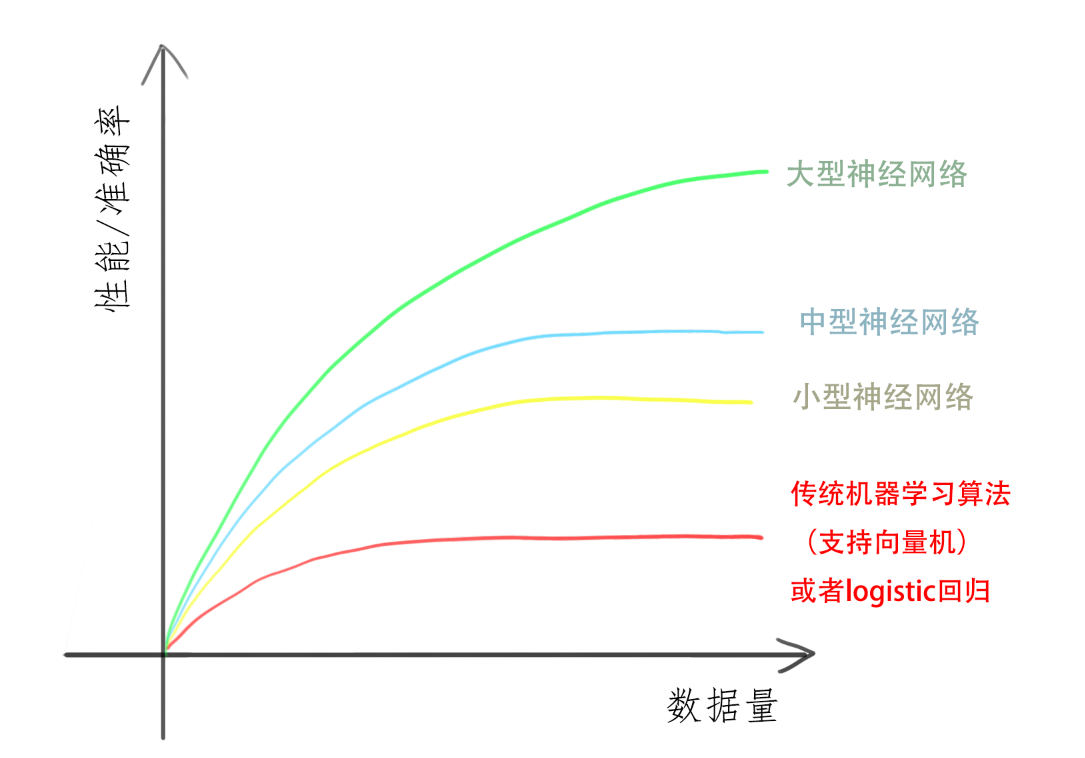 性能/准确率
大型神经网络
中型神经网络
小型神经网络
传统机器学习算法
（支持向量机）
或者logistic回归
数据量